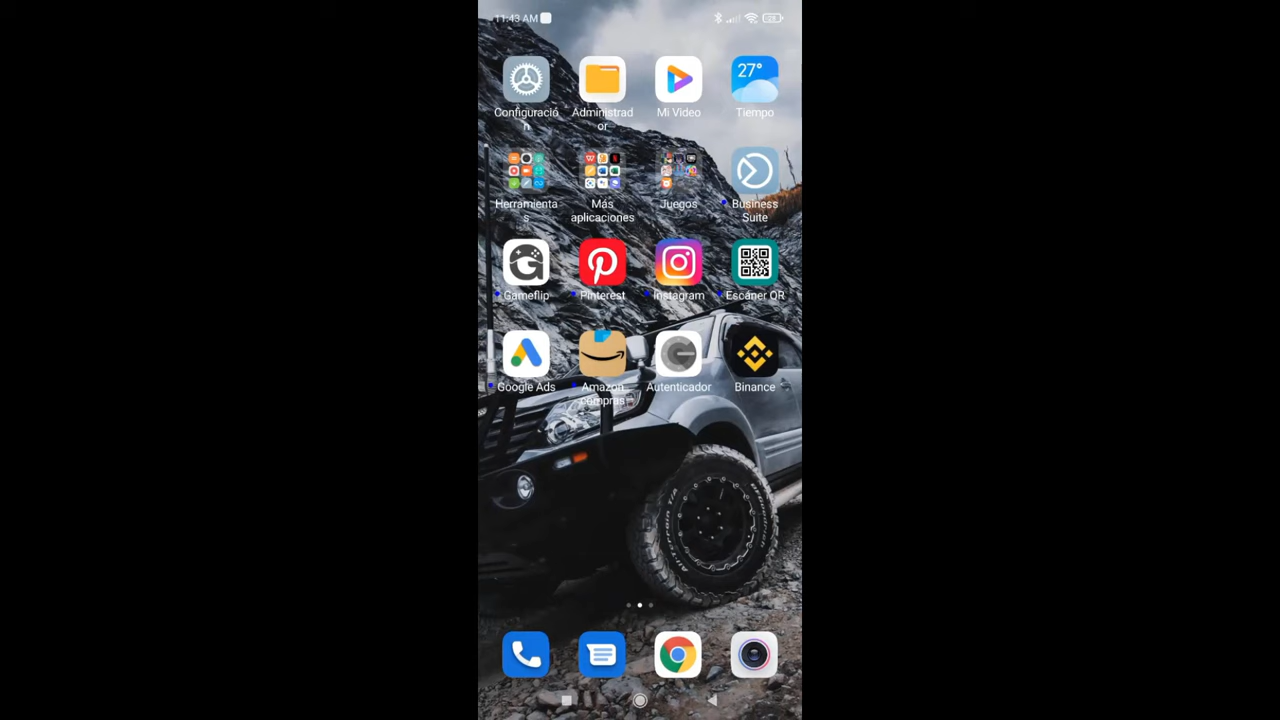 11:43 AM
27°
Configuració
n
Administrad
or
Mi Video
Tiempo
Herramienta
s
Más
aplicaciones
Juegos
Business
Suite
Gameflip
Pinterest
Instagram
Escáner QR
Google Ads
Amazon
compras
Autenticador
Binance